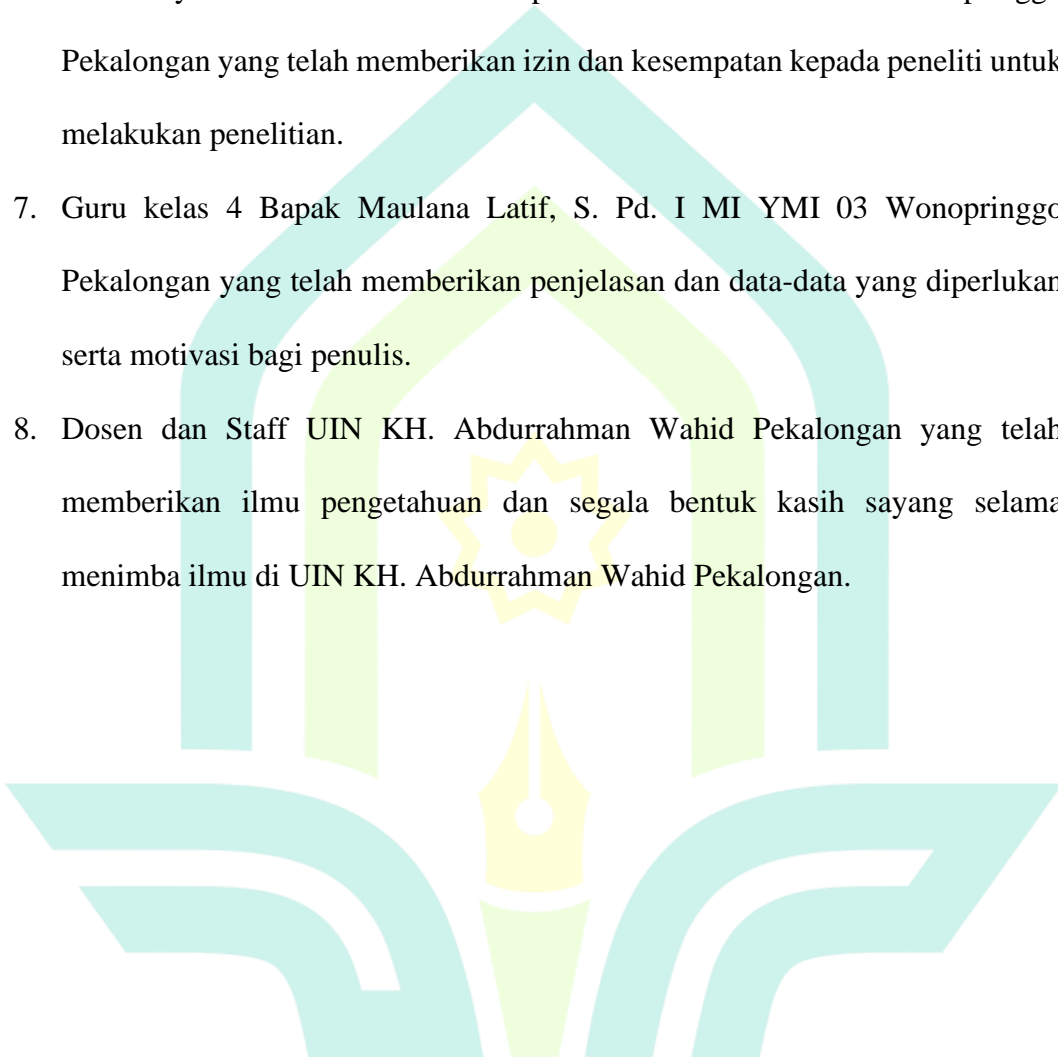 Pekalongan yang telah memberikan izin dan kesempatan kepada peneliti untuk
melakukan penelitian.
7. Guru kelas 4 Bapak Maulana Latif, S. Pd. I MI YMI 03 Wonopringgo
Pekalongan yang telah memberikan penjelasan dan data-data yang diperlukan
serta motivasi bagi penulis.
8. Dosen dan Staff UIN KH. Abdurrahman Wahid Pekalongan yang telah
memberikan ilmu pengetahuan dan segala bentuk kasih sayang selama
menimba ilmu di UIN KH. Abdurrahman Wahid Pekalongan.